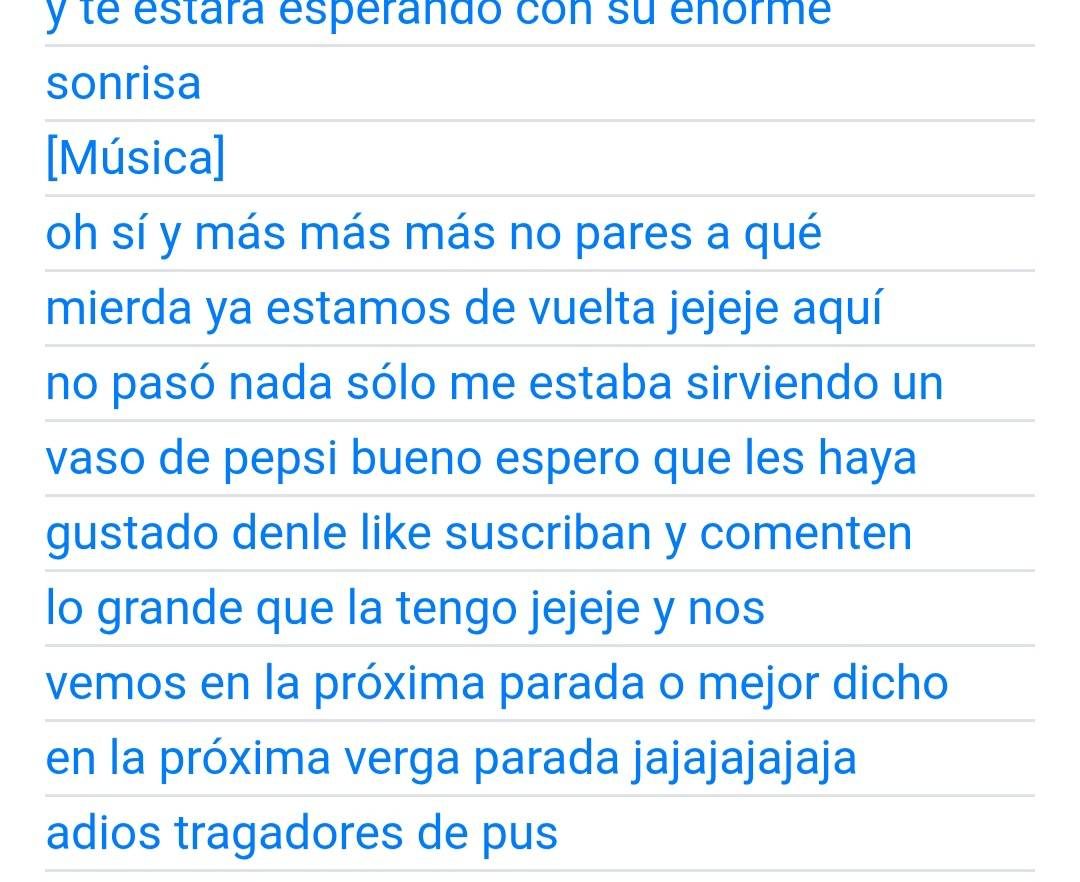 y te estará esperando con su enorme
sonrisa
[Música]
oh sí y más más más no pares a qué
mierda ya estamos de vuelta jejeje aquí
no pasó nada sólo me estaba sirviendo un
vaso de pepsi bueno espero que les haya
gustado denle like suscriban y comenten
lo grande que la tengo jejeje y nos
vemos en la próxima parada o mejor dicho
en la próxima verga parada jajajajajaja
adios tragadores de pus